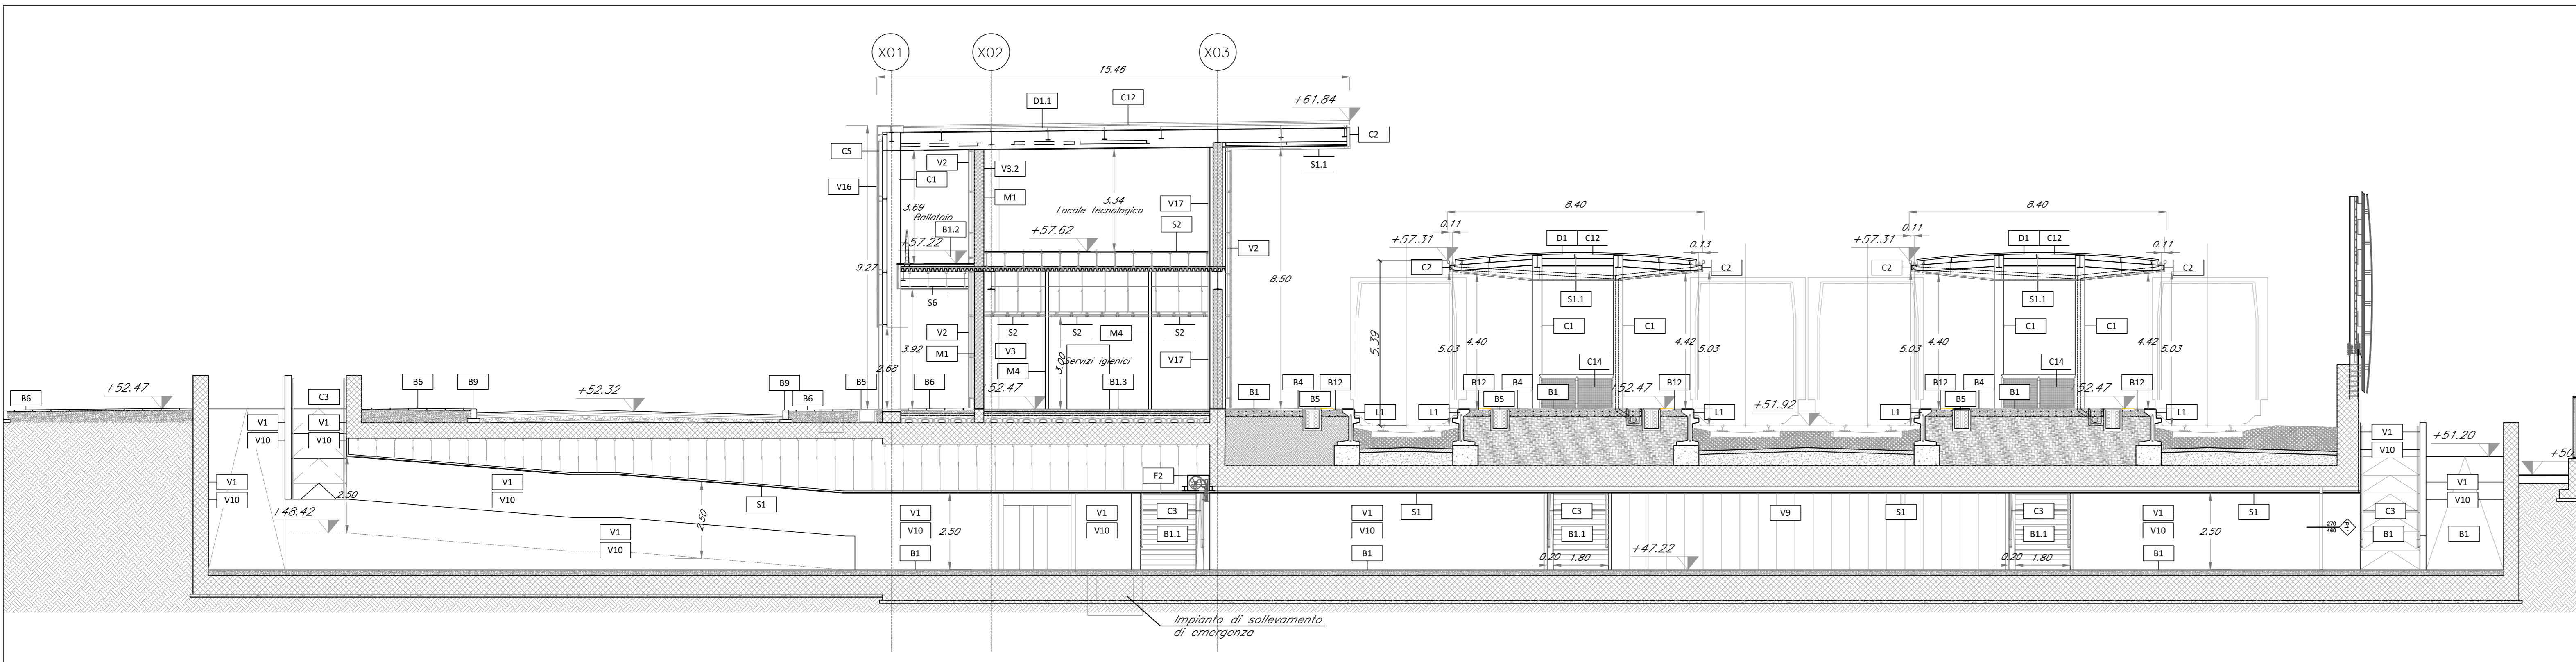 X01
X02
X03
15.46
D1.1
C12
+61.84
C2
C5
V2
V3.2
S1.1
V16
C1
M1
3.69
Ballatoio
3.34
Locale tecnologico
V17
S2
B1.2
+57.22
+57.62
V2
9.27
8.50
S6
S2
S2
S2
V2
V3
M4
M1
3.92
M4
3.00
Servizi igienici
V17
2.68
B1.3
8.40
0.11
+57.31
D1
C12
0.13
C2
C2
S1.1
C1
C1
5.39
5.03
4.40
4.42
5.03
C14
8.40
0.11
+57.31
D1
C12
0.11
C2
C2
S1.1
C1
C1
5.03
4.40
4.42
5.03
C14
B6
+52.47
C3
B6
B9
+52.32
B9
B6
B5
B6
+52.47
B1
B4
B12
B5
L1
L1
B12
B4
B5
B1
+52.47
B12
L1
+51.92
L1
B12
B4
B5
B1
+52.47
B12
L1
V1
V10
V1
V10
V1
V10
2.50
+48.42
V1
V10
S1
2.50
V1
V10
F2
V1
V10
B1
2.50
V1
V10
C3
B1.1
V1
V10
B1
S1
C3
B1.1
0.20
1.80
+47.22
V9
S1
C3
B1.1
0.20
1.80
V1
V10
B1
S1
2.50
270
460
V1
V10
+51.20
V1
V10
C3
B1
B1
+50
Impianto di sollevamento
di emergenza